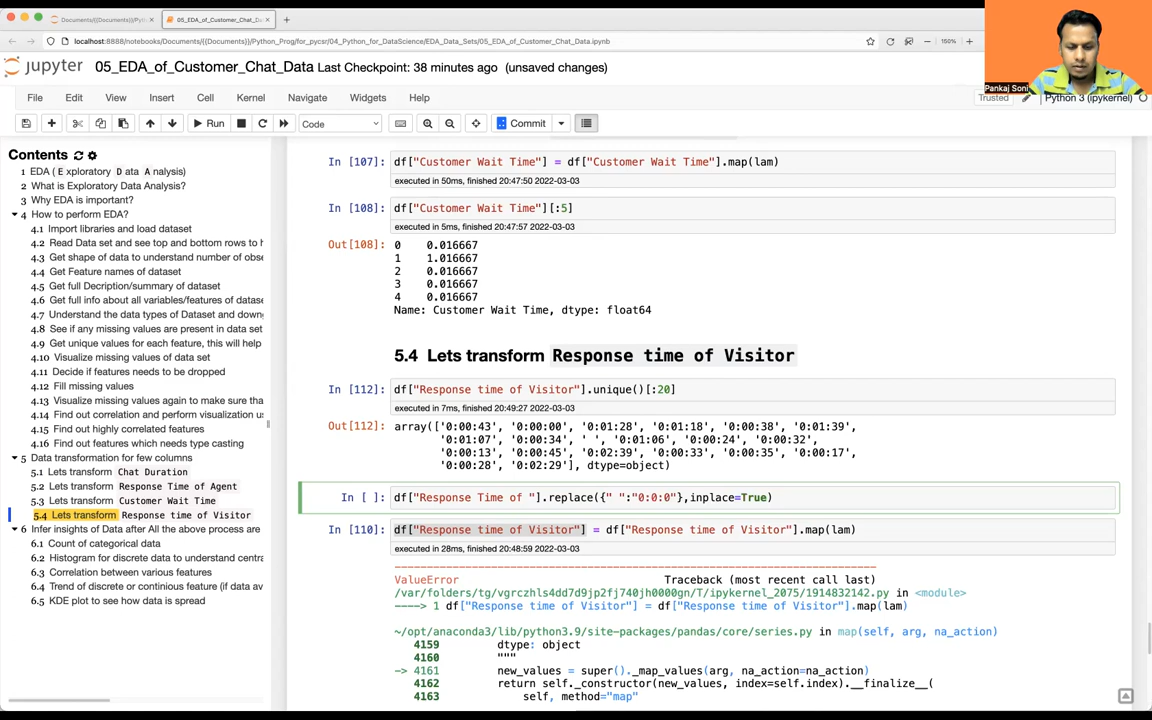 Documents/{{Documents}}/Pyth
05_EDA_of_Customer_Chat_Da
localhost:8888/notebooks/Documents/{{Documents}}/Python_Prog/for_pycsr/04_Python_for_DataScience/EDA_Data_Sets/05_EDA_of_Customer_Chat_Data.ipynb
150%
jupyter 05_EDA_of_Customer_Chat_Data Last Checkpoint: 38 minutes ago (unsaved changes)
Pankaj Soni
File Edit View Insert Cell Kernel Navigate Widgets Help
Trusted
Python 3 (ipykernel)
Run Code Commit
Contents
1 EDA ( E xploratory D ata A nalysis)
2 What is Exploratory Data Analysis?
3 Why EDA is important?
4 How to perform EDA?
4.1 Import libraries and load dataset
4.2 Read Data set and see top and bottom rows to h
4.3 Get shape of data to understand number of obse
4.4 Get Feature names of dataset
4.5 Get full Decription/summary of dataset
4.6 Get full info about all variables/features of datase
4.7 Understand the data types of Dataset and down
4.8 See if any missing values are present in data set
4.9 Get unique values for each feature, this will help
4.10 Visualize missing values of data set
4.11 Decide if features needs to be dropped
4.12 Fill missing values
4.13 Visualize missing values again to make sure tha
4.14 Find out correlation and perform visualization us
4.15 Find out highly correlated features
4.16 Find out features which needs type casting
5 Data transformation for few columns
5.1 Lets transform Chat Duration
5.2 Lets transform Response Time of Agent
5.3 Lets transform Customer Wait Time
5.4 Lets transform Response time of Visitor
6 Infer insights of Data after All the above process are
6.1 Count of categorical data
6.2 Histogram for discrete data to understand centra
6.3 Correlation between various features
6.4 Trend of discrete or continious feature (if data av
6.5 KDE plot to see how data is spread
In [107]: df["Customer Wait Time"] = df["Customer Wait Time"].map(lam)
executed in 50ms, finished 20:47:50 2022-03-03
In [108]: df["Customer Wait Time"][:5]
executed in 5ms, finished 20:47:57 2022-03-03
Out[108]: 0 0.016667
1 1.016667
2 0.016667
3 0.016667
4 0.016667
Name: Customer Wait Time, dtype: float64
5.4 Lets transform Response time of Visitor
In [112]: df["Response time of Visitor"].unique()[:20]
executed in 7ms, finished 20:49:27 2022-03-03
Out[112]: array(['0:00:43', '0:00:00', '0:01:28', '0:01:18', '0:00:38', '0:01:39',
'0:01:07', '0:00:34', ' ', '0:01:06', '0:00:24', '0:00:32',
'0:00:13', '0:00:45', '0:02:39', '0:00:33', '0:00:35', '0:00:17',
'0:00:28', '0:02:29'], dtype=object)
In [ ]: df["Response Time of "].replace({" ":"0:0:0"},inplace=True)
In [110]: df["Response time of Visitor"] = df["Response time of Visitor"].map(lam)
executed in 28ms, finished 20:48:59 2022-03-03
---------------------------------------------------------------------------
ValueError Traceback (most recent call last)
/var/folders/tg/vgrczhls4dd7d9jp2fj740jh0000gn/T/ipykernel_2075/1914832142.py in <module>
----> 1 df["Response time of Visitor"] = df["Response time of Visitor"].map(lam)
~/opt/anaconda3/lib/python3.9/site-packages/pandas/core/series.py in map(self, arg, na_action)
4159 dtype: object
4160 """
-> 4161 new_values = super()._map_values(arg, na_action=na_action)
4162 return self._constructor(new_values, index=self.index).__finalize__(
4163 self, method="map"